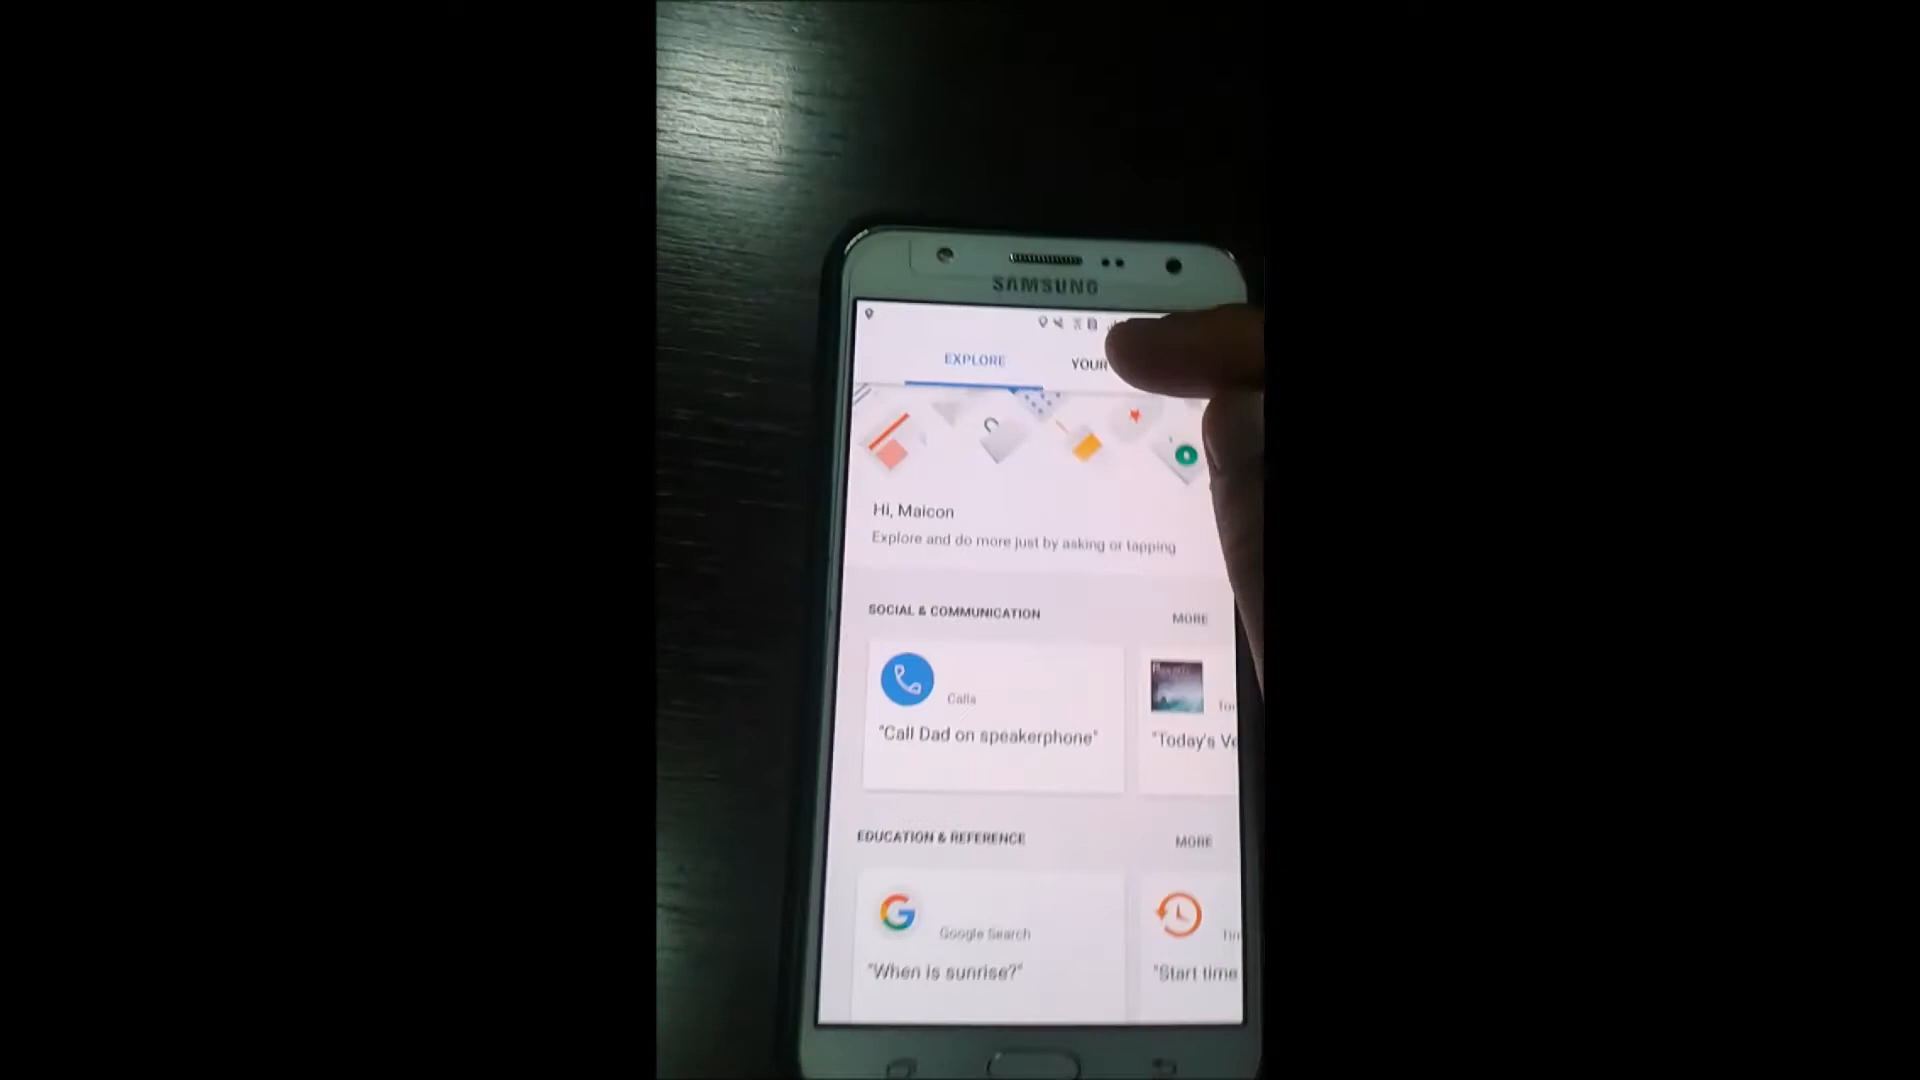 SAMSUNG
EXPLORE
YOUR
Hi, Maicon
Explore and do more just by asking or tapping
SOCIAL & COMMUNICATION
MORE
Calls
"Call Dad on speakerphone"
"Today's
EDUCATION & REFERENCE
MORE
Google Search
"When is sunrise?"
"Start time